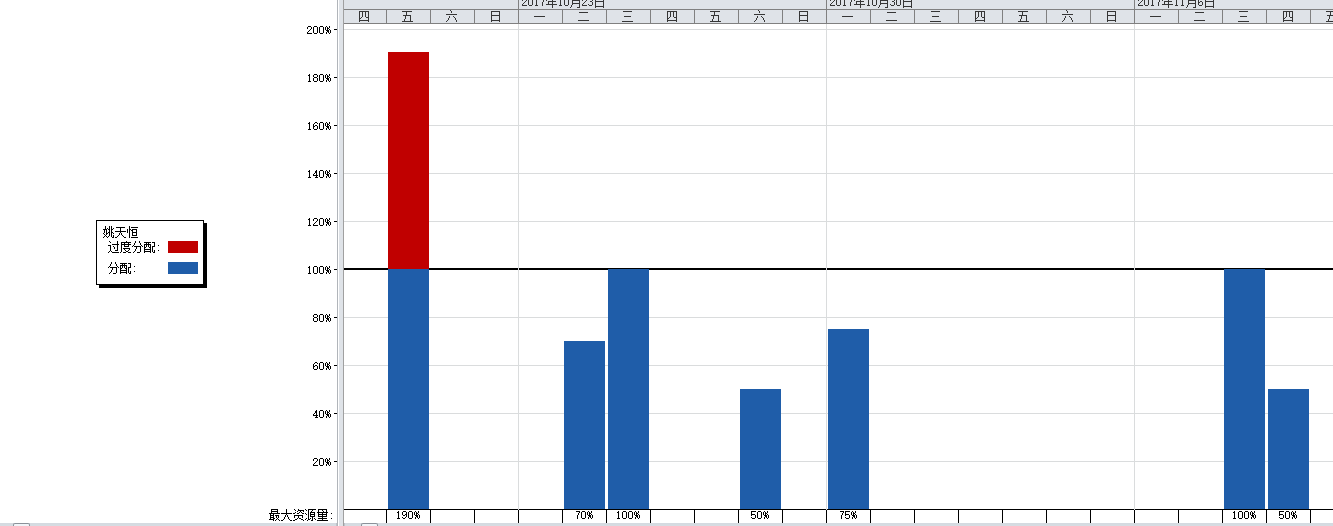 2017年10月23日 2017年10月30日 2017年11月6日
四 五 六 日 一 二 三 四 五 六 日 一 二 三 四 五 六 日 一 二 三 四 五
200%
180%
160%
140%
120%
姚天恒
过度分配:
分配:
100%
80%
60%
40%
20%
最大资源量: 190% 70% 100% 50% 75% 100% 50%